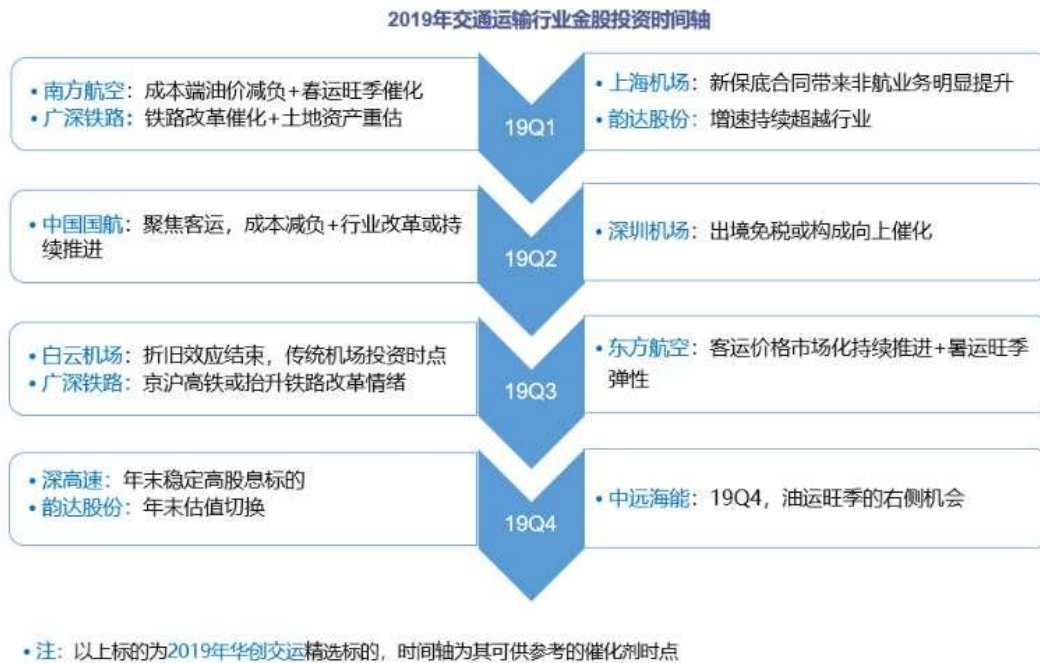 2019年交通运输行业金股投资时间轴
• 南方航空：成本端油价减负+春运旺季催化
• 广深铁路：铁路改革催化+土地资产重估
19Q1
• 上海机场：新保底合同带来非航业务明显提升
• 韵达股份：增速持续超越行业
• 中国国航：聚焦客运，成本减负+行业改革或持
续推进
19Q2
• 深圳机场：出境免税或构成向上催化
• 白云机场：折旧效应结束，传统机场投资时点
• 广深铁路：京沪高铁或抬升铁路改革情绪
19Q3
• 东方航空：客运价格市场化持续推进+暑运旺季
弹性
• 深高速：年末稳定高股息标的
• 韵达股份：年末估值切换
19Q4
• 中远海能：19Q4，油运旺季的右侧机会
• 注：以上标的为2019年华创交运精选标的，时间轴为其可供参考的催化剂时点